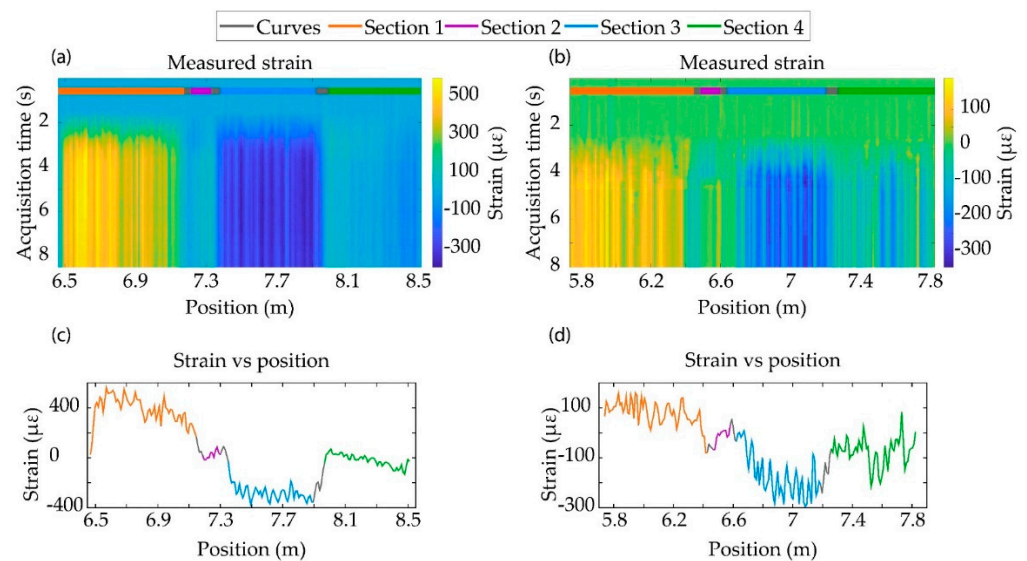 Curves Section 1 Section 2 Section 3 Section 4
(a) (b)
Measured strain Measured strain
Acquisition time (s) 2 4 6 8
6.5 6.9 7.3 7.7 8.1 8.5
Position (m)
500 300 100 -100 -300
Strain (με)
Acquisition time (s) 2 4 6 8
5.8 6.2 6.6 7 7.4 7.8
Position (m)
100 0 -100 -200 -300
Strain (με)
(c) (d)
Strain vs position Strain vs position
Strain (με) 400 0 -400
6.5 6.9 7.3 7.7 8.1 8.5
Position (m)
Strain (με) 100 -100 -300
5.8 6.2 6.6 7 7.4 7.8
Position (m)